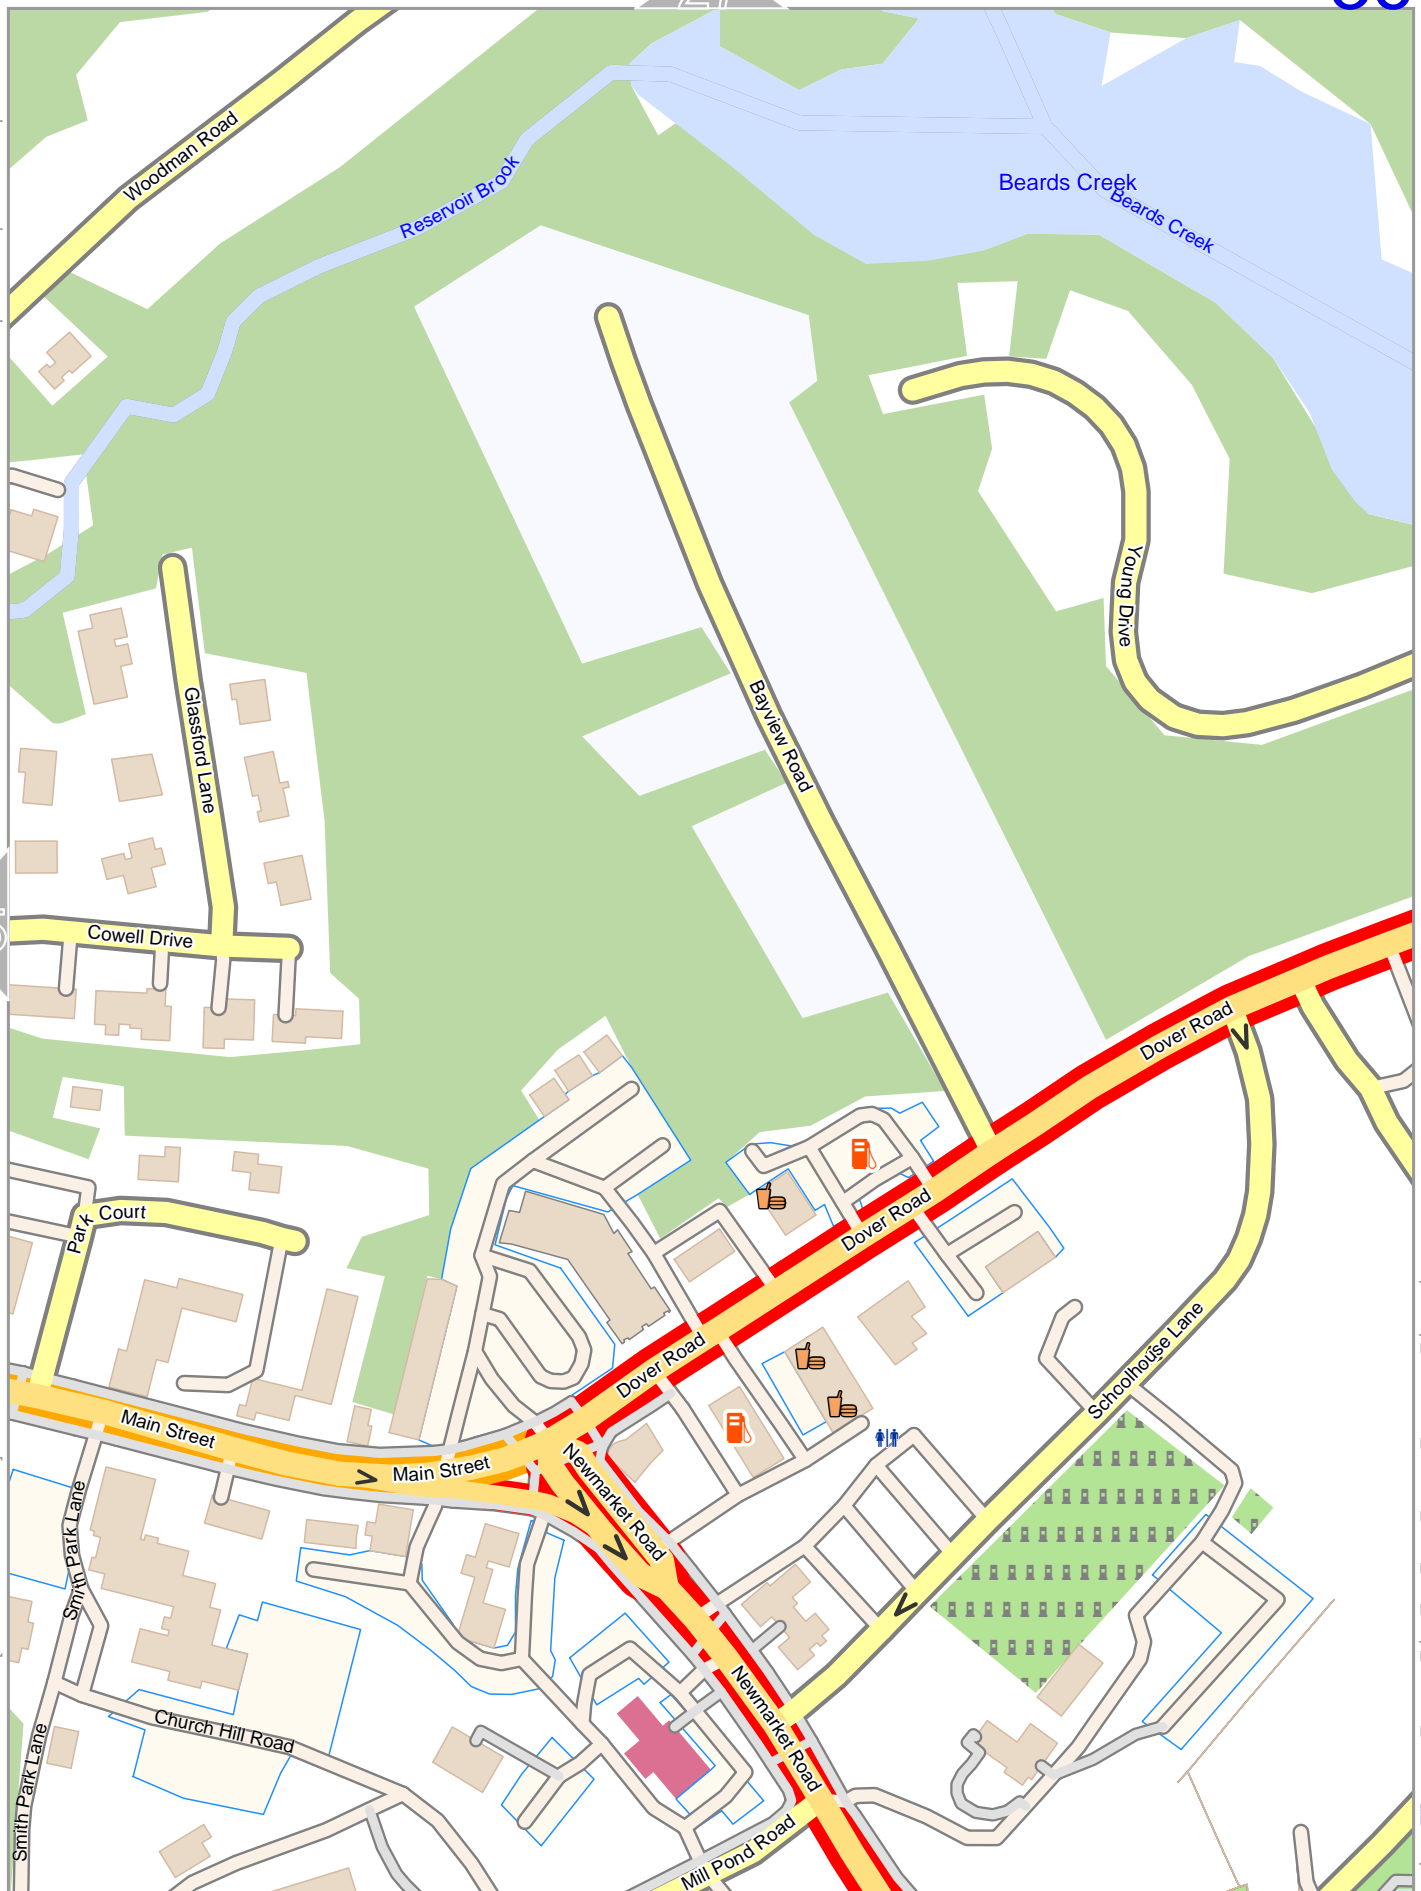 Woodman Road
Reservoir Brook
Beards Creek
Beards Creek
Young Drive
Bayview Road
Glassford Lane
Cowell Drive
Dover Road
Park Court
Dover Road
Schoolhouse Lane
Dover Road
Main Street
Main Street
Newmarket Road
Smith Park Lane
Newmarket Road
Church Hill Road
Smith Park Lane
Mill Pond Road